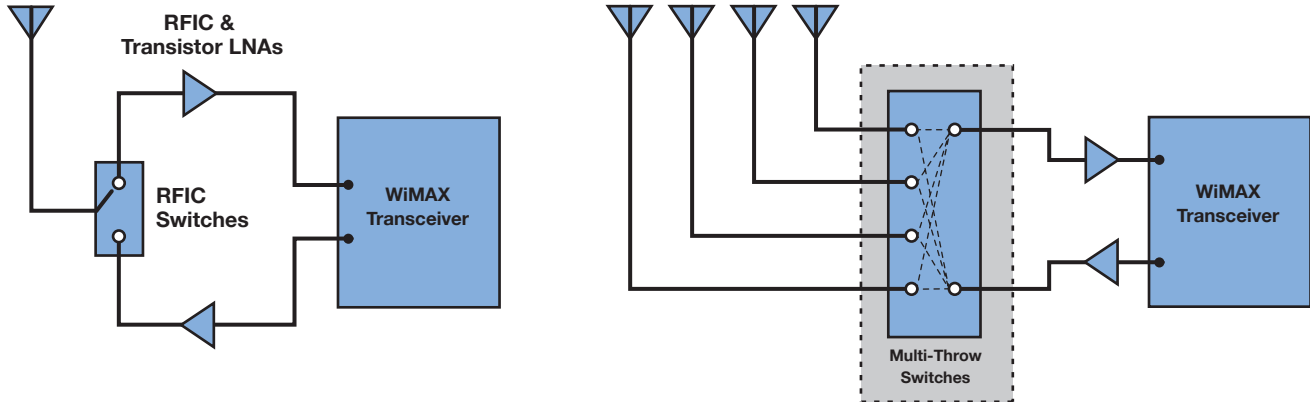 RFIC &
Transistor LNAs
RFIC
Switches
WiMAX
Transceiver
Multi-Throw
Switches
WiMAX
Transceiver